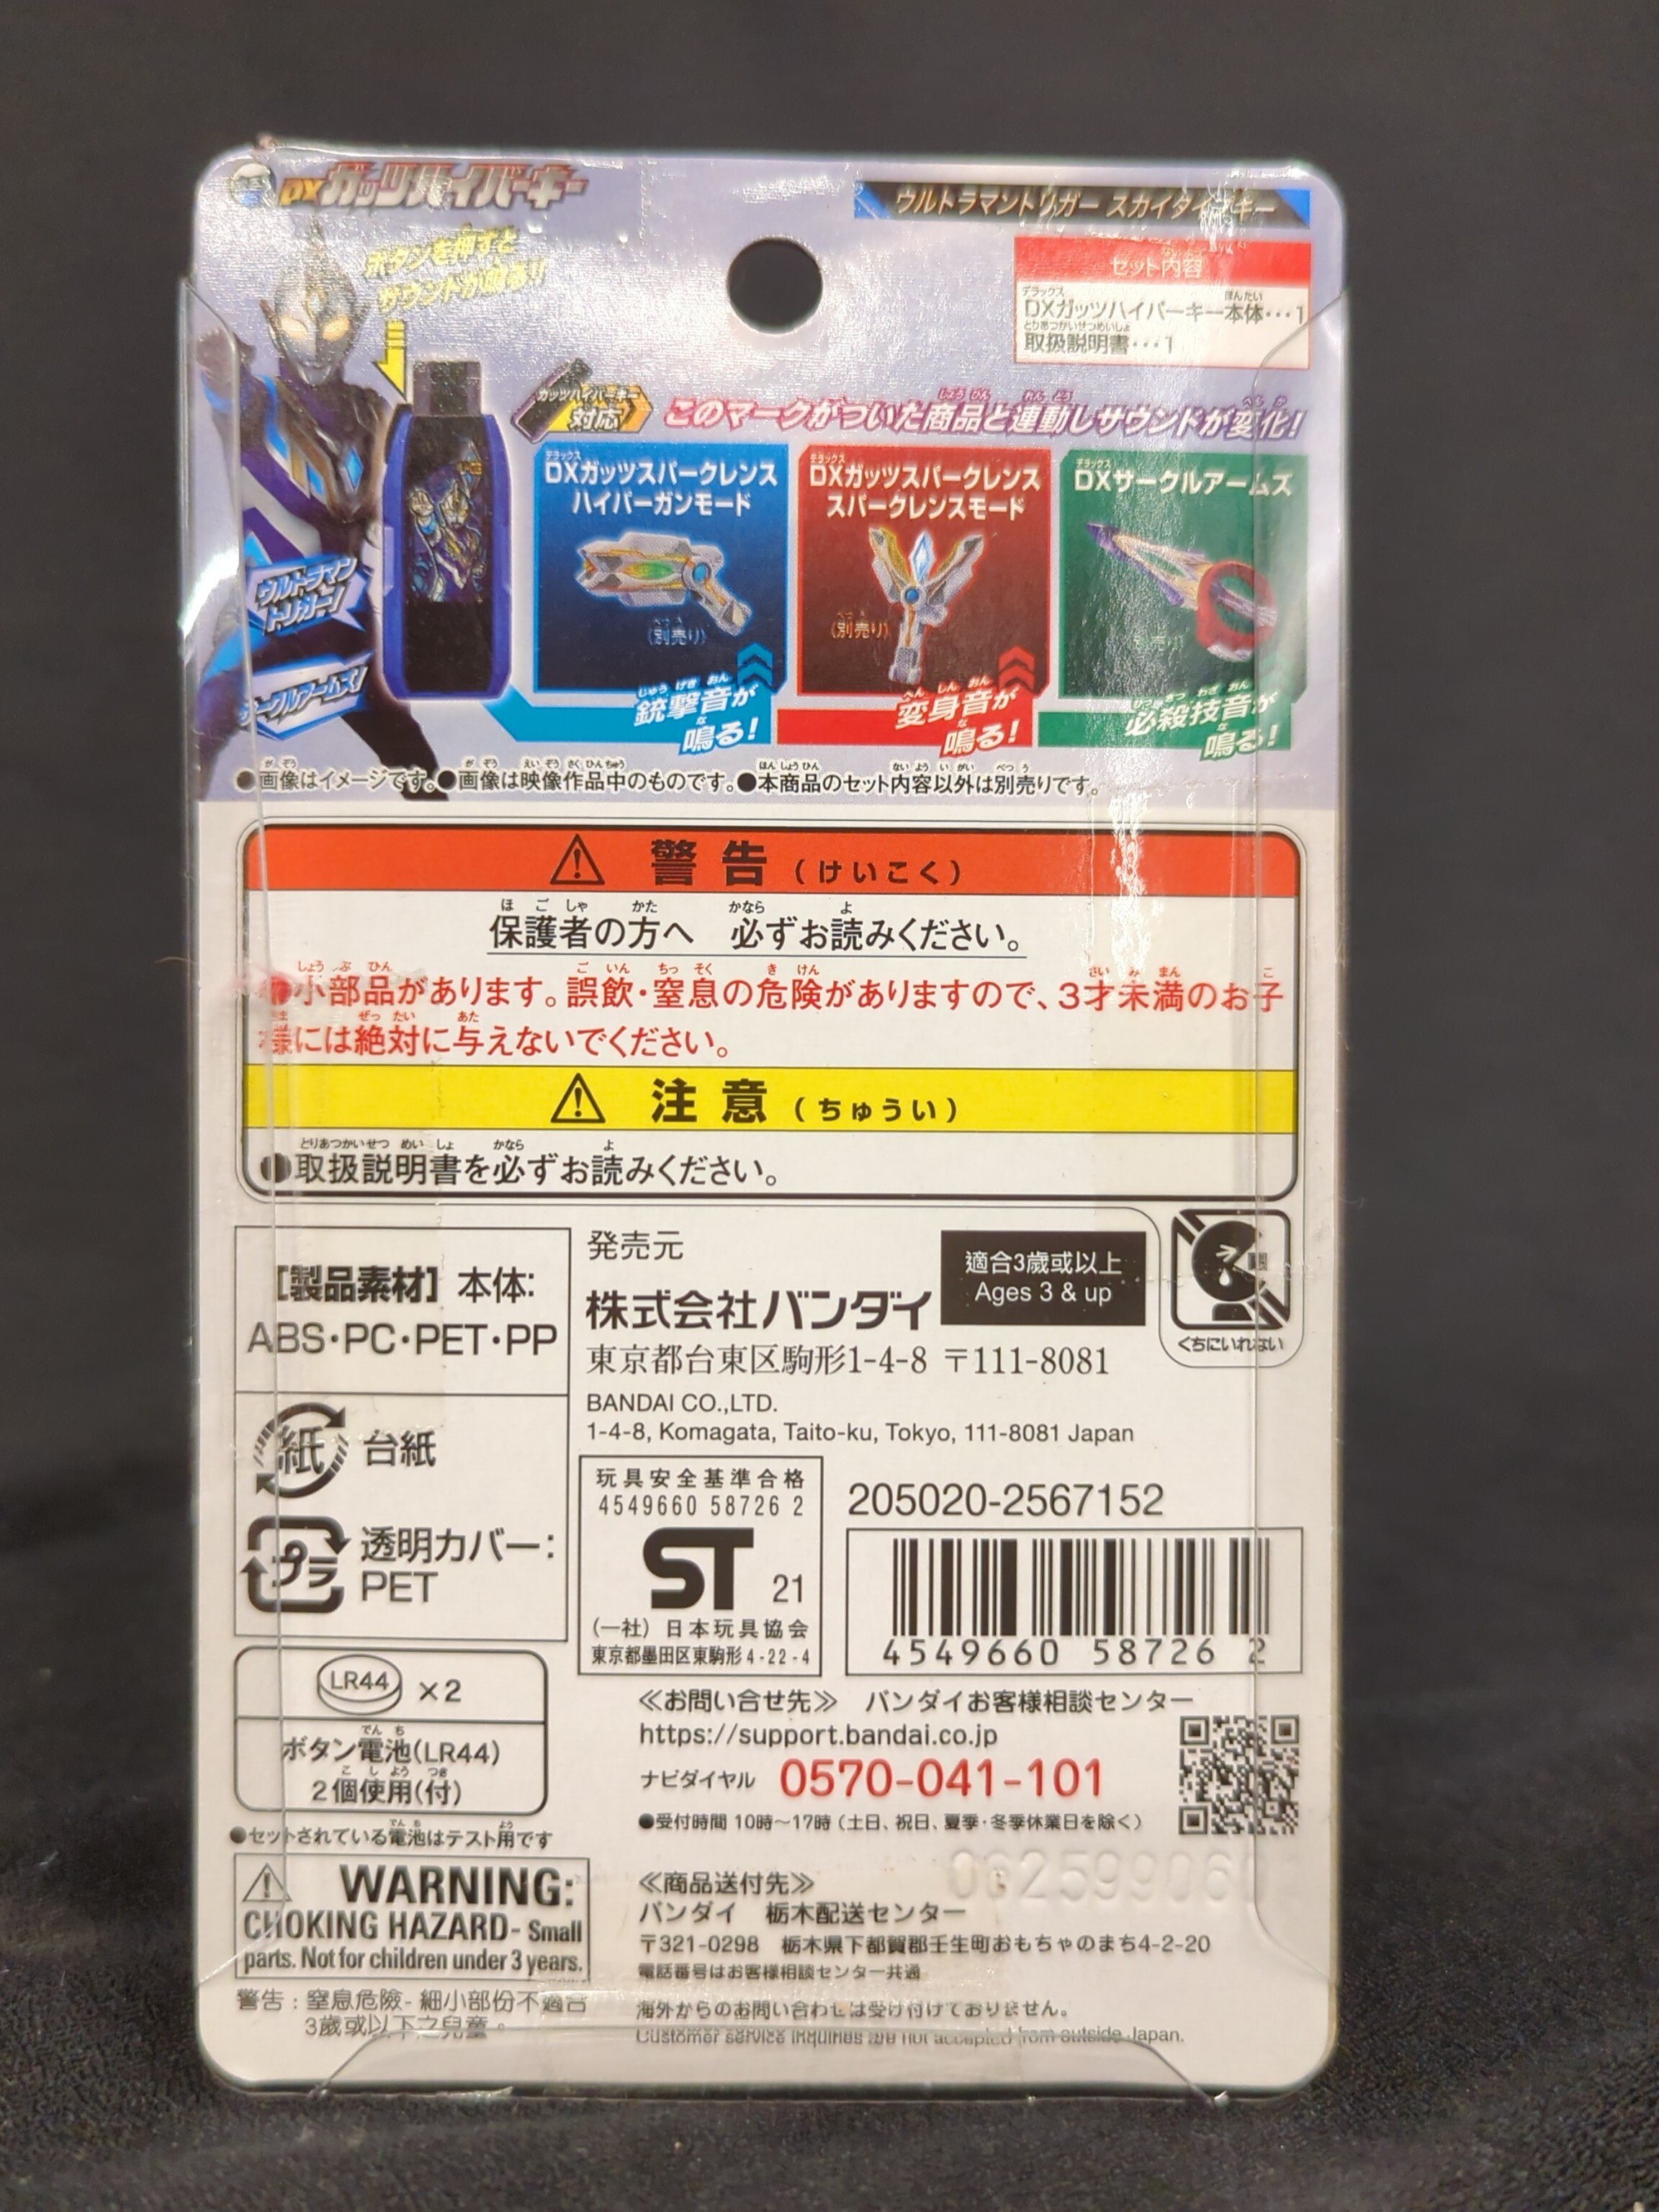 DXガッツハイパーキー
ウルトラマントリガー スカイタイプキー
ボタンを押すと
サウンドが鳴る!!
セット内容
DXガッツハイパーキー本体・・・1
取扱説明書・・・1
ガッツハイパーキー
対応
このマークがついた商品と連動しサウンドが変化!
DXガッツスパークレンス
ハイパーガンモード
(別売り)
銃撃音が
鳴る!
DXガッツスパークレンス
スパークレンスモード
(別売り)
変身音が
鳴る!
DXサークルアームズ
別売り
必殺技音が
鳴る!
ウルトラマン
トリガー!
サークルアームズ!
●画像はイメージです。●画像は映像作品中のものです。●本商品のセット内容以外は別売りです。
警告(けいこく)
保護者の方へ 必ずお読みください。
●小部品があります。誤飲・窒息の危険がありますので、3才未満のお子
様には絶対に与えないでください。
注意(ちゅうい)
●取扱説明書を必ずお読みください。
[製品素材] 本体:
ABS・PC・PET・PP
紙 台紙
プラ 透明カバー:
PET
LR44 ×2
ボタン電池(LR44)
2個使用(付)
●セットされている電池はテスト用です
WARNING:
CHOKING HAZARD- Small
parts. Not for children under 3 years.
警告:窒息危險-細小部份不適合
3歲或以下之兒童。
発売元
株式会社バンダイ
適合3歲或以上
Ages 3 & up
くちにいれない
東京都台東区駒形1-4-8 〒111-8081
BANDAI CO.,LTD.
1-4-8, Komagata, Taito-ku, Tokyo, 111-8081 Japan
玩具安全基準合格
4549660 58726 2
ST 21
(一社)日本玩具協会
東京都墨田区東駒形4-22-4
205020-2567152
4549660 58726 2
≪お問い合せ先≫ バンダイお客様相談センター
https://support.bandai.co.jp
ナビダイヤル 0570-041-101
●受付時間 10時～17時(土日、祝日、夏季・冬季休業日を除く)
≪商品送付先≫
バンダイ 栃木配送センター
〒321-0298 栃木県下都賀郡壬生町おもちゃのまち4-2-20
電話番号はお客様相談センター共通
海外からのお問い合わせは受け付けておりません。
Customer service inquiries are not accepted from outside Japan.